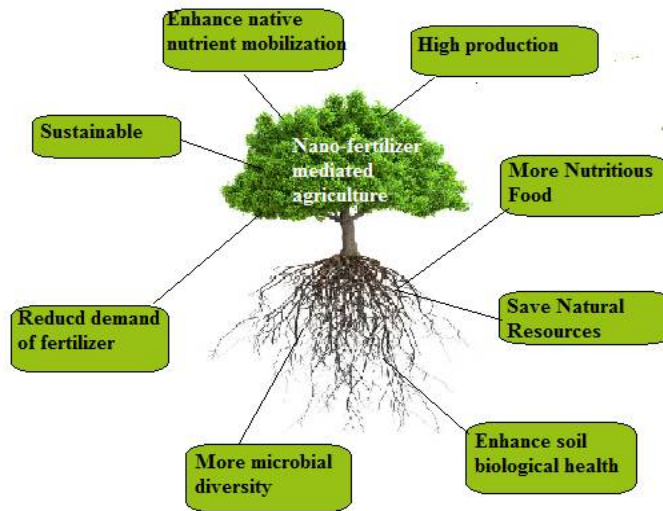 Enhance native
nutrient mobilization
High production
Sustainable
Nano-fertilizer
mediated
agriculture
More Nutritious
Food
Reducd demand
of fertilizer
Save Natural
Resources
More microbial
diversity
Enhance soil
biological health